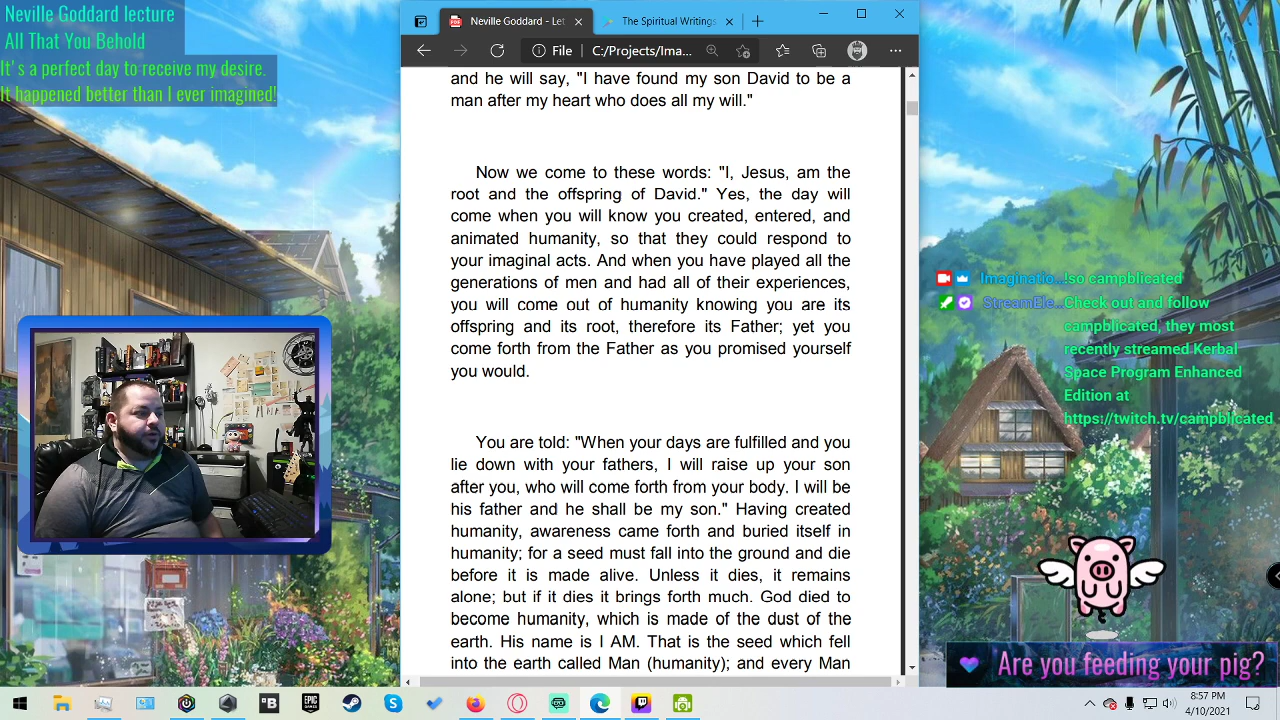 Neville Goddard lecture
All That You Behold
It's a perfect day to receive my desire.
It happened better than I ever imagined!
Neville Goddard - Let
The Spiritual Writings
File
C:/Projects/Ima...
and he will say, "I have found my son David to be a
man after my heart who does all my will."
Now we come to these words: "I, Jesus, am the
root and the offspring of David." Yes, the day will
come when you will know you created, entered, and
animated humanity, so that they could respond to
your imaginal acts. And when you have played all the
generations of men and had all of their experiences,
you will come out of humanity knowing you are its
offspring and its root, therefore its Father; yet you
come forth from the Father as you promised yourself
you would.
You are told: "When your days are fulfilled and you
lie down with your fathers, I will raise up your son
after you, who will come forth from your body. I will be
his father and he shall be my son." Having created
humanity, awareness came forth and buried itself in
humanity; for a seed must fall into the ground and die
before it is made alive. Unless it dies, it remains
alone; but if it dies it brings forth much. God died to
become humanity, which is made of the dust of the
earth. His name is I AM. That is the seed which fell
into the earth called Man (humanity); and every Man
Imaginatio... !so campblicated
StreamEle... Check out and follow
campblicated, they most
recently streamed Kerbal
Space Program Enhanced
Edition at
https://twitch.tv/campblicated
Are you feeding your pig?
8:57 PM
4/10/2021